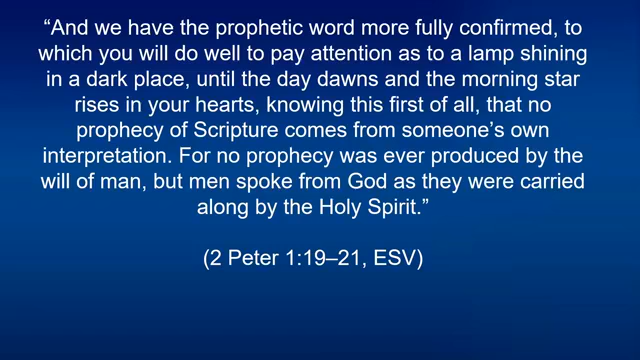 “And we have the prophetic word more fully confirmed, to
which you will do well to pay attention as to a lamp shining
in a dark place, until the day dawns and the morning star
rises in your hearts, knowing this first of all, that no
prophecy of Scripture comes from someone’s own
interpretation. For no prophecy was ever produced by the
will of man, but men spoke from God as they were carried
along by the Holy Spirit.”
(2 Peter 1:19–21, ESV)